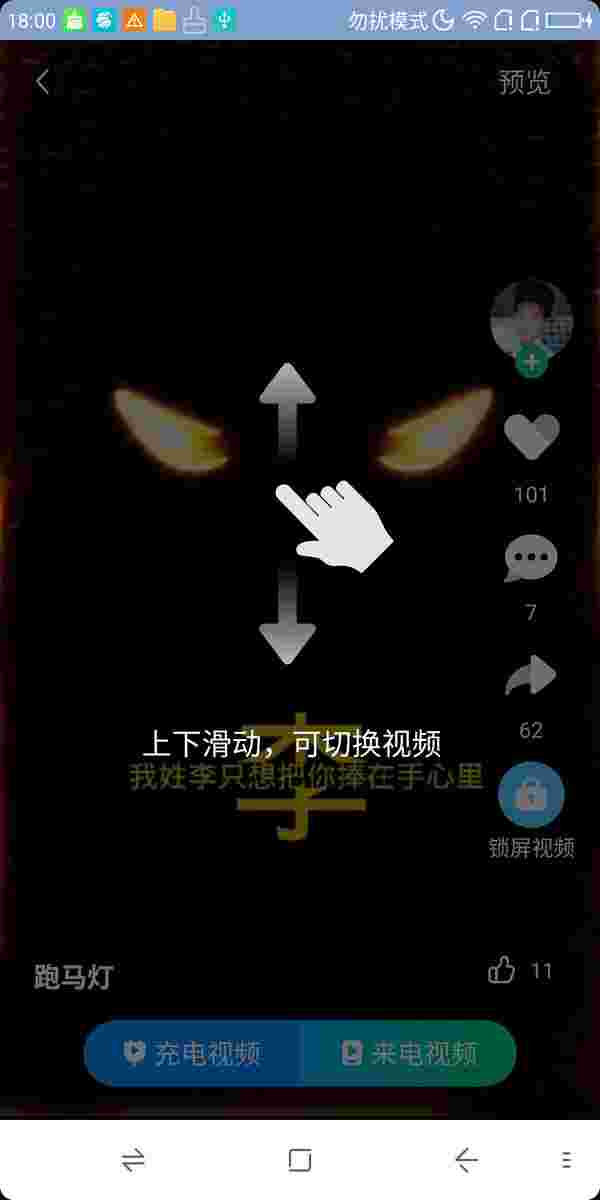 18:00 勿扰模式
预览
101
7
62
上下滑动，可切换视频
李
我姓李只想把你捧在手心里
锁屏视频
跑马灯 11
充电视频 来电视频